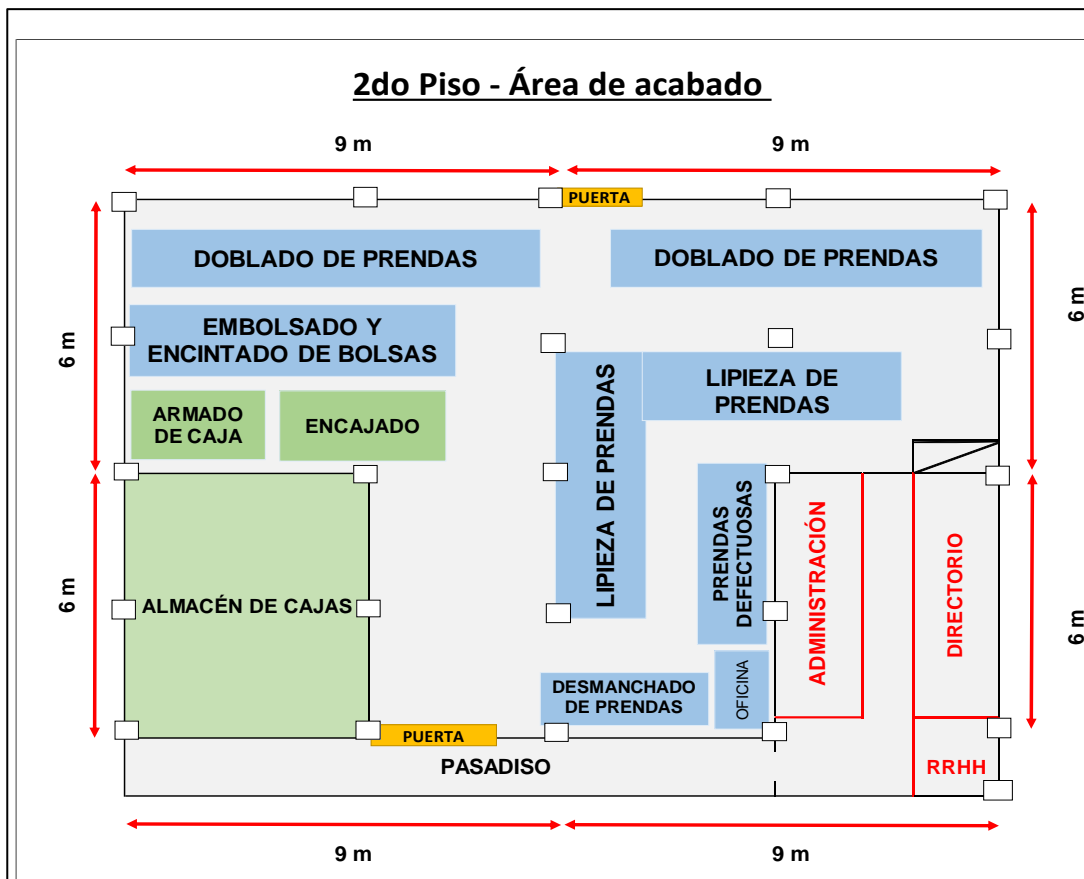 2do Piso - Área de acabado
9 m
9 m
PUERTA
DOBLADO DE PRENDAS
DOBLADO DE PRENDAS
6 m
6 m
EMBOLSADO Y
ENCINTADO DE BOLSAS
LIPIEZA DE
PRENDAS
ARMADO
DE CAJA
ENCAJADO
LIPIEZA DE PRENDAS
PRENDAS
DEFECTUOSAS
ADMINISTRACIÓN
DIRECTORIO
6 m
ALMACÉN DE CAJAS
6 m
DESMANCHADO
DE PRENDAS
OFICINA
PUERTA
PASADISO
RRHH
9 m
9 m